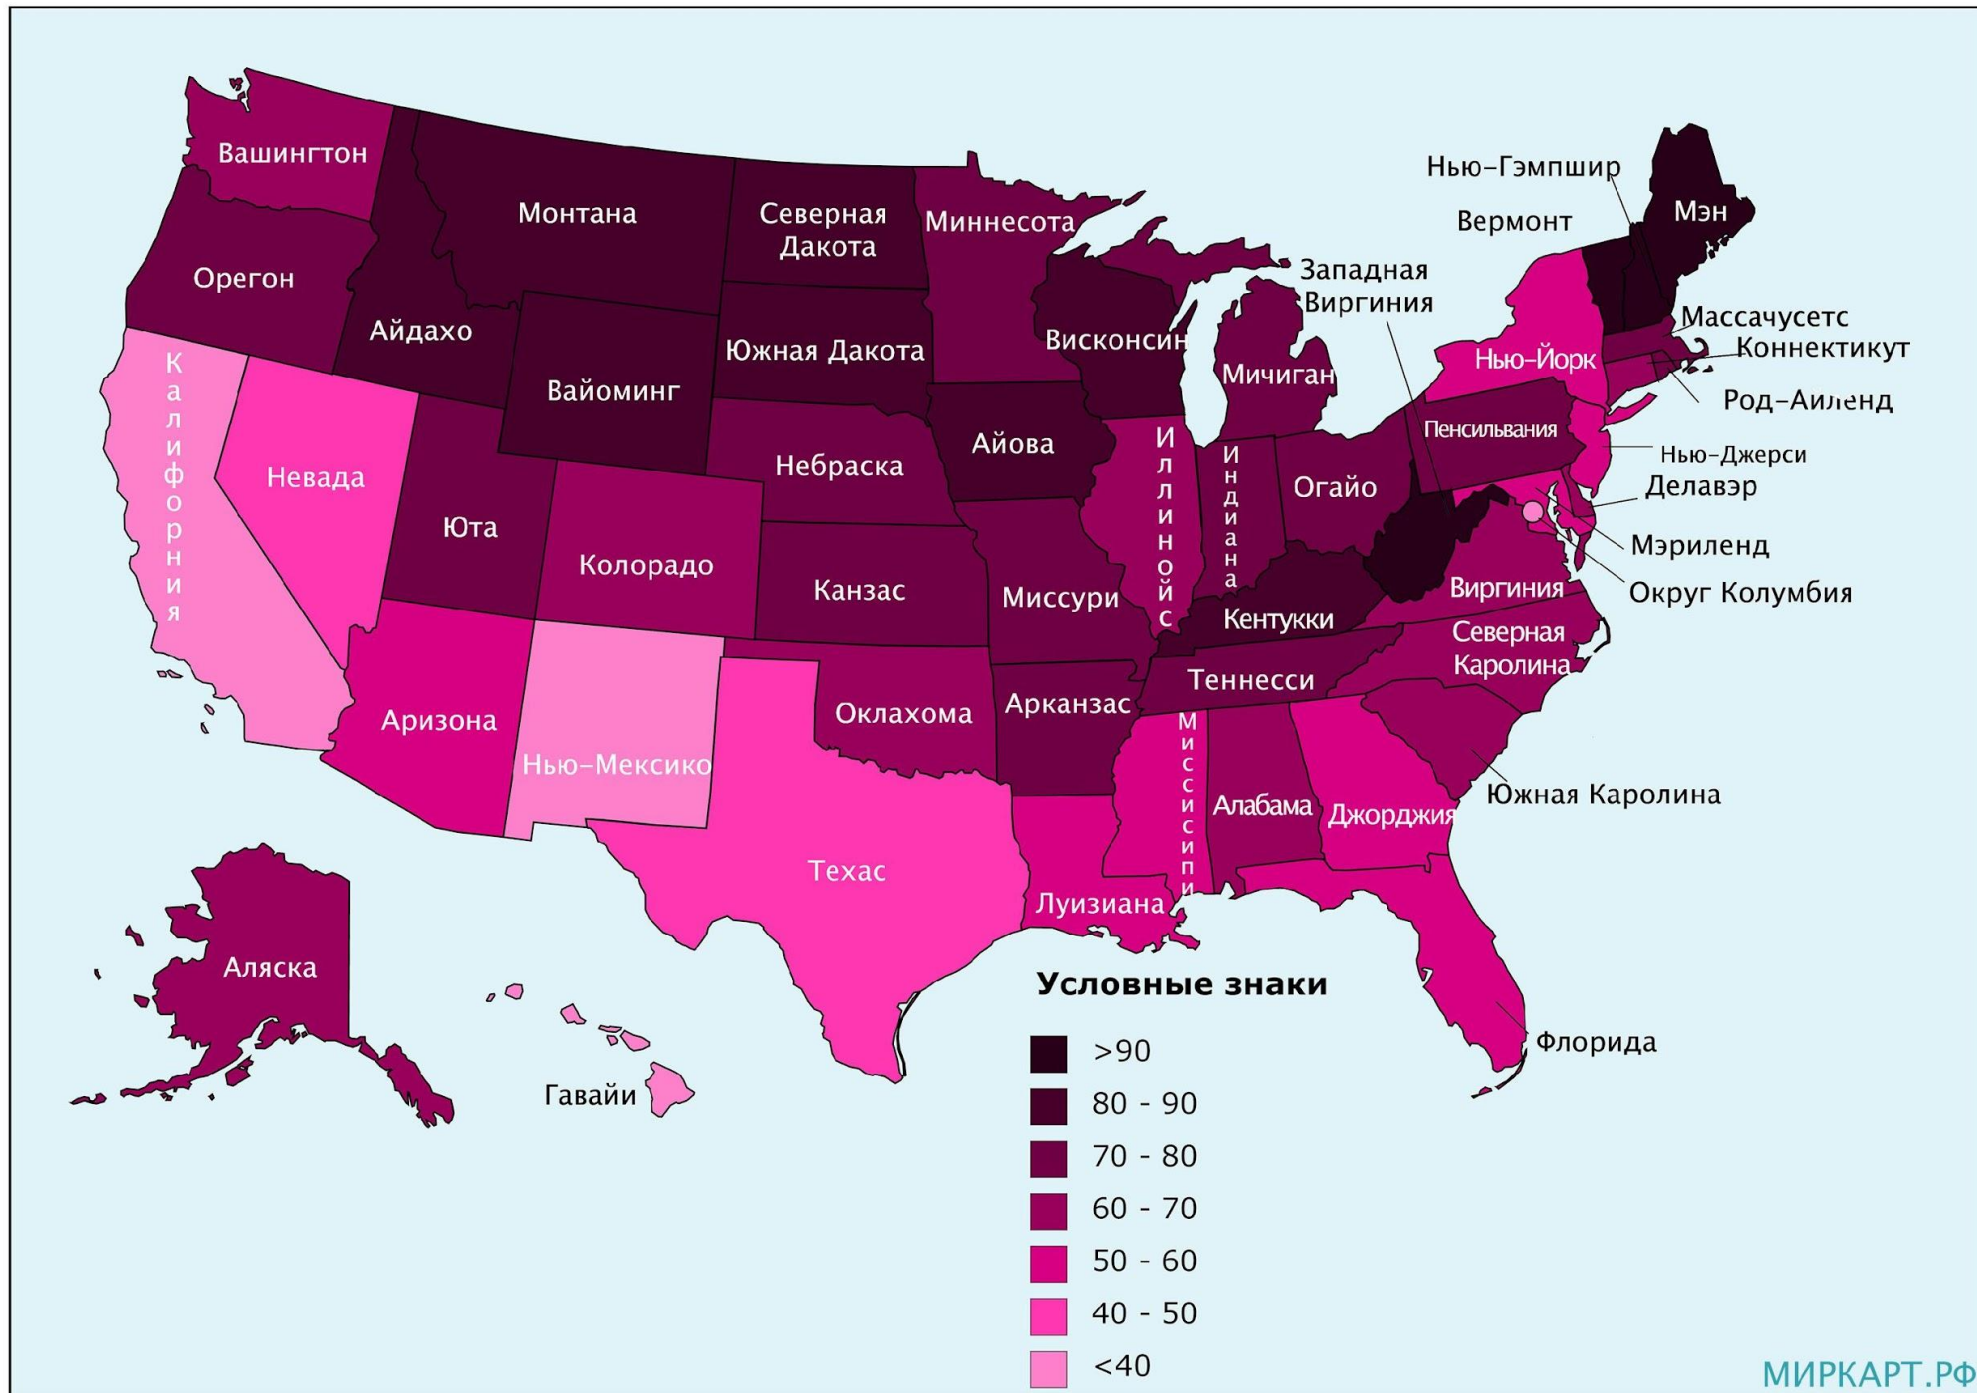 Вашингтон
Монтана
Северная
Дакота
Миннесота
Нью-Гэмпшир
Вермонт
Мэн
Орегон
Айдахо
Западная
Виргиния
Массачусетс
Коннектикут
Род-Аиленд
Калифорния
Вайоминг
Южная Дакота
Висконсин
Мичиган
Нью-Йорк
Пенсильвания
Нью-Джерси
Делавэр
Невада
Юта
Колорадо
Небраска
Айова
Иллинойс
Индиана
Огайо
Мэриленд
Округ Колумбия
Канзас
Миссури
Кентукки
Виргиния
Северная
Каролина
Теннесси
Аризона
Нью-Мексико
Оклахома
Арканзас
Миссисипи
Алабама
Джорджия
Южная Каролина
Техас
Луизиана
Флорида
Аляска
Гавайи
Условные знаки
>90
80 - 90
70 - 80
60 - 70
50 - 60
40 - 50
<40
МИРКАРТ.РФ